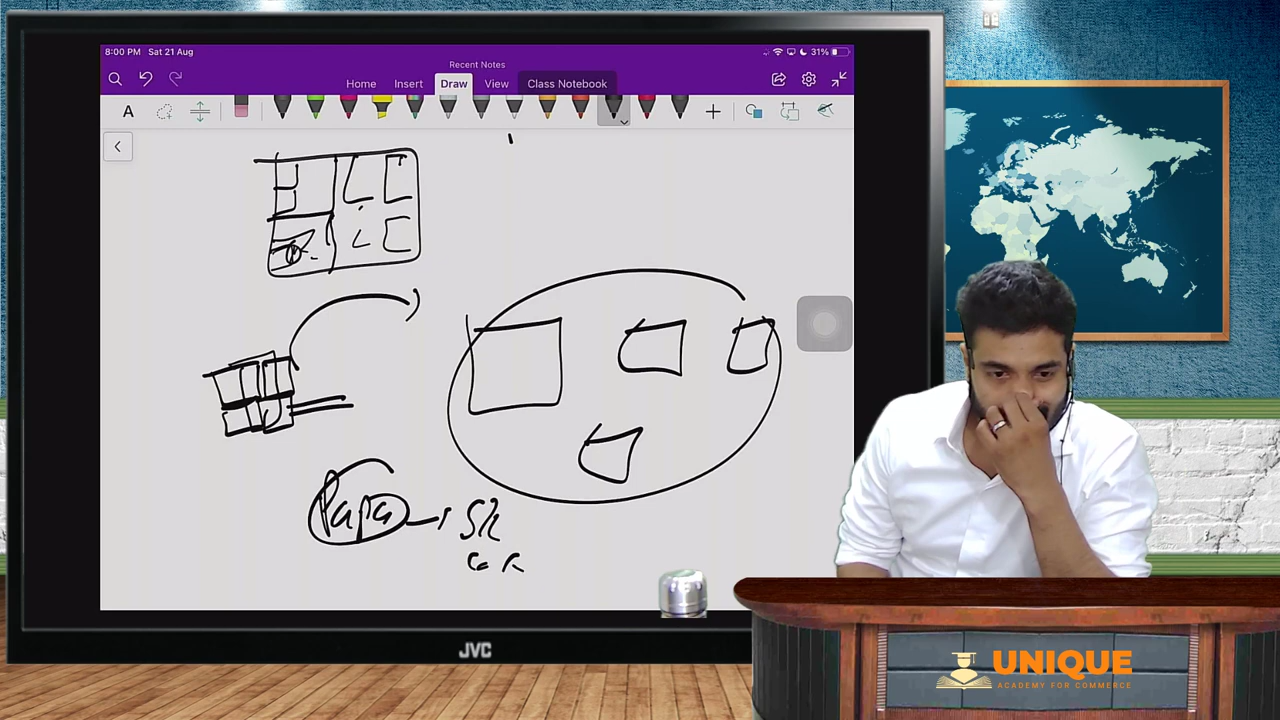 8:00 PM Sat 21 Aug
31%
Recent Notes
Home Insert Draw View Class Notebook
A
Papa
5k
JVC
UNIQUE
ACADEMY FOR COMMERCE